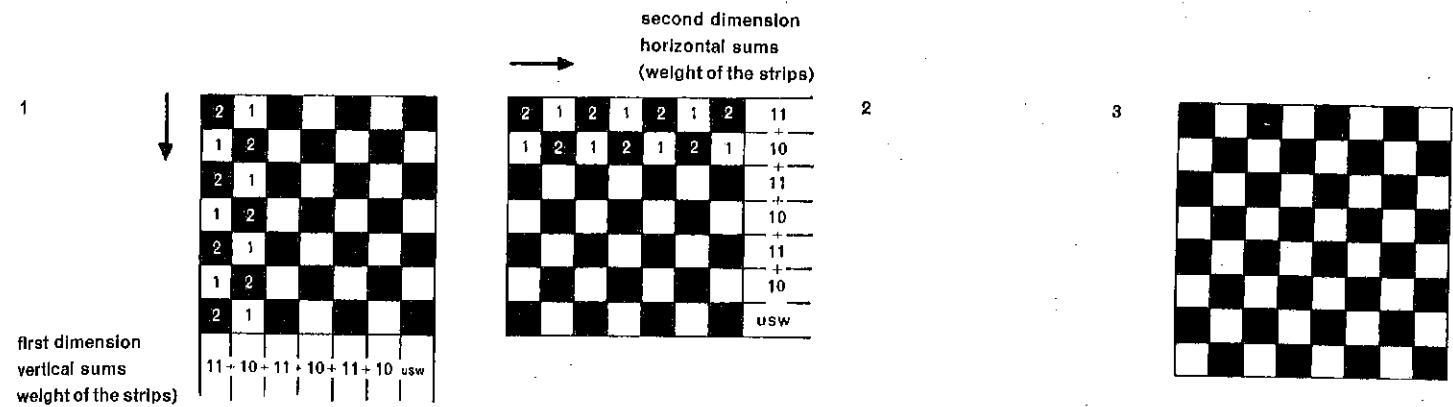 second dimension
horizontal sums
(weight of the strips)
1
2
3
2 1
1 2
2 1
1 2
2 1
1 2
2 1
11 + 10 + 11 + 10 + 11 + 10 usw
first dimension
vertical sums
weight of the strips)
2 1 2 1 2 1 2 11
+
1 2 1 2 1 2 1 10
+
11
+
10
+
11
+
10
usw